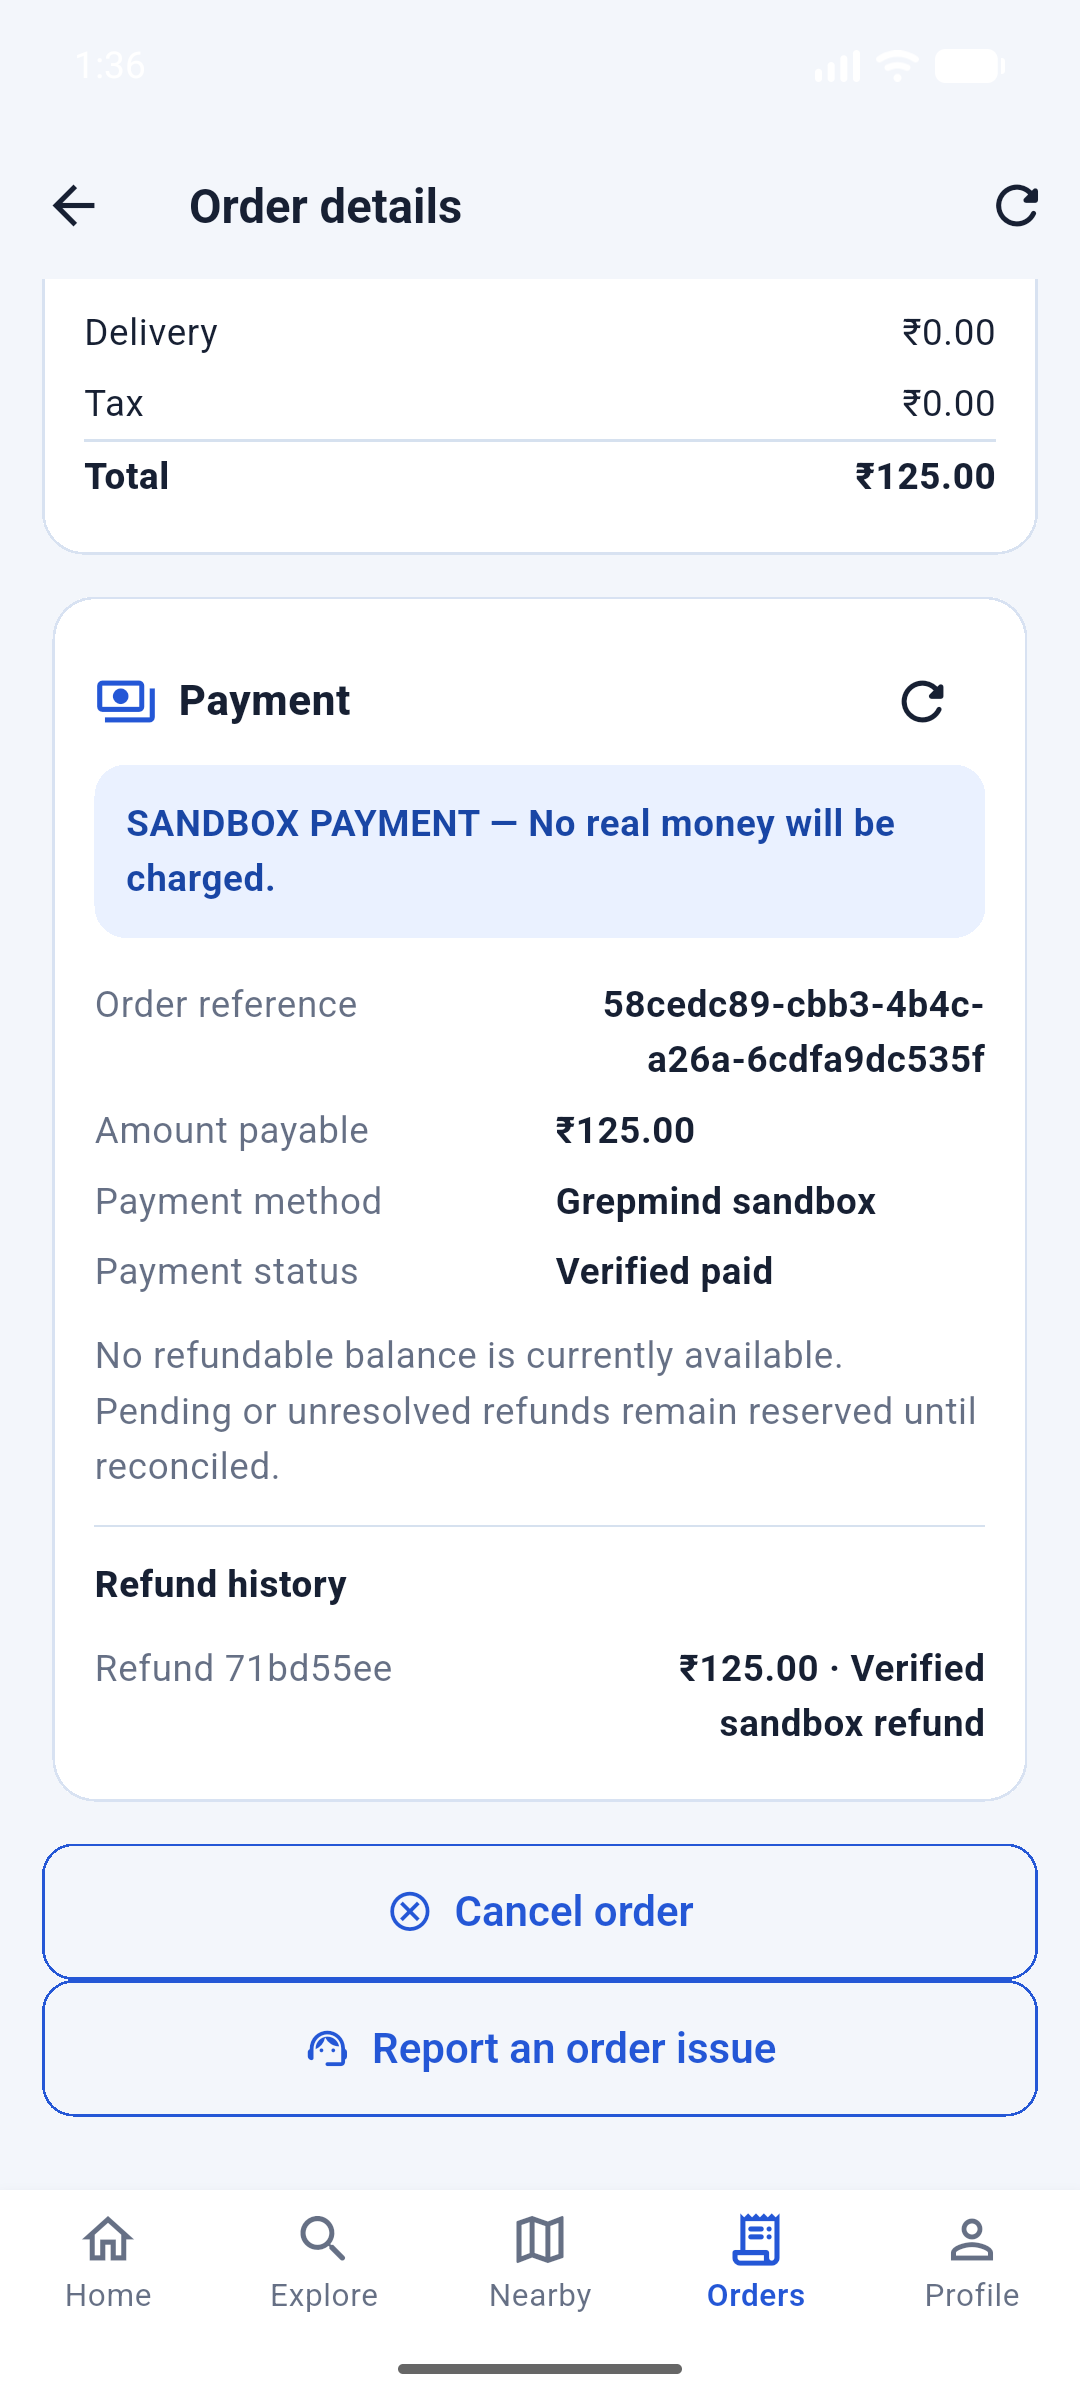 1:36
Order details
Delivery ₹0.00
Tax ₹0.00
Total ₹125.00
Payment
SANDBOX PAYMENT — No real money will be
charged.
Order reference 58cedc89-cbb3-4b4c-
a26a-6cdfa9dc535f
Amount payable ₹125.00
Payment method Grepmind sandbox
Payment status Verified paid
No refundable balance is currently available.
Pending or unresolved refunds remain reserved until
reconciled.
Refund history
Refund 71bd55ee ₹125.00 · Verified
sandbox refund
Cancel order
Report an order issue
Home Explore Nearby Orders Profile